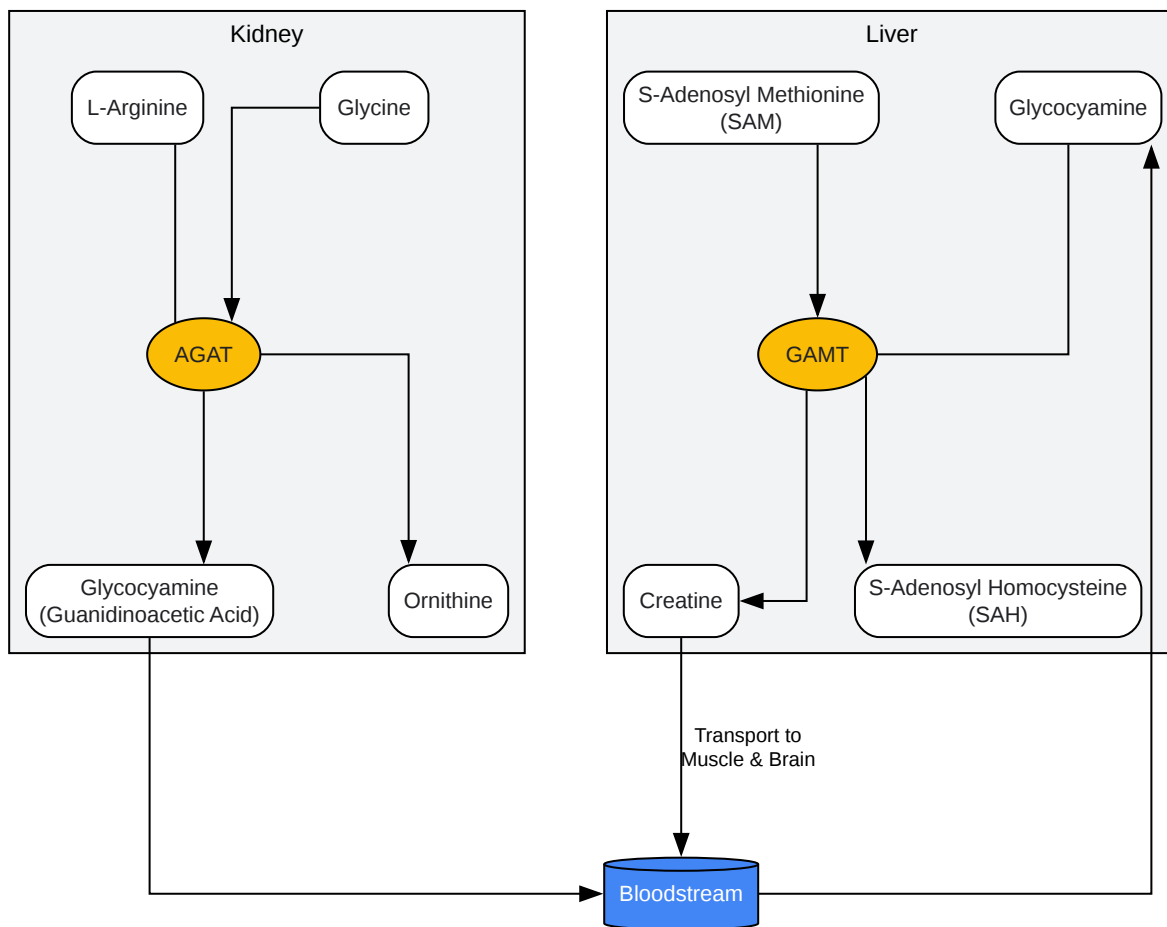 Kidney
Liver
L-Arginine
Glycine
S-Adenosyl Methionine
(SAM)
Glycocyamine
AGAT
GAMT
Glycocyamine
(Guanidinoacetic Acid)
Ornithine
Creatine
S-Adenosyl Homocysteine
(SAH)
Transport to
Muscle & Brain
Bloodstream